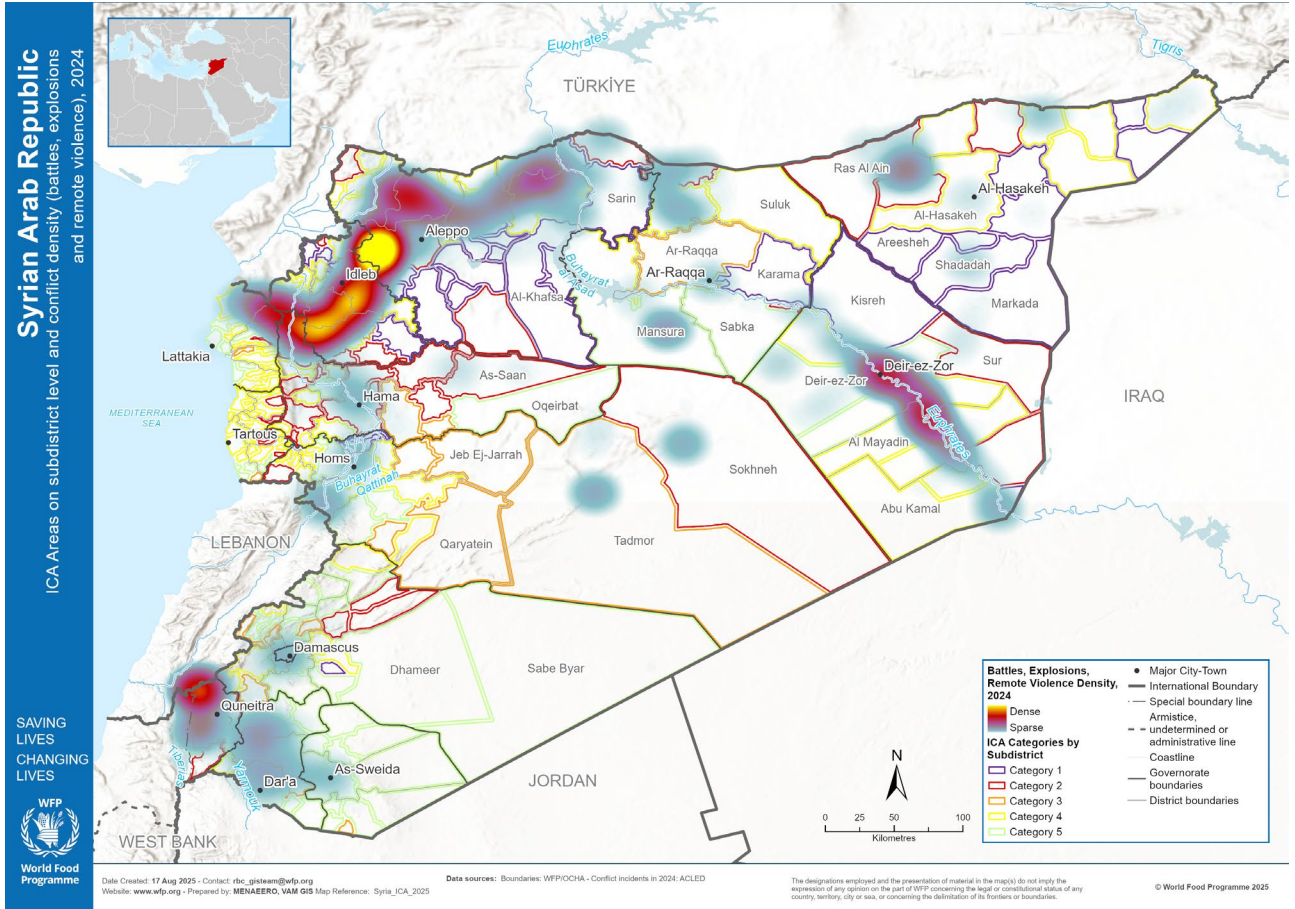 Syrian Arab Republic
ICA Areas on subdistrict level and conflict density (battles, explosions
and remote violence), 2024
SAVING
LIVES
CHANGING
LIVES
WFP
World Food
Programme
Euphrates
Tigris
TÜRKİYE
Ras Al Ain
Al-Hasakeh
Sarin
Suluk
Al-Hasakeh
Aleppo
Areesheh
Ar-Raqqa
Shadadah
Idleb
Buhayrat
al Asad
Ar-Raqqa
Karama
Al-Khafsa
Kisreh
Markada
Mansura
Sabka
Lattakia
Deir-ez-Zor
Sur
As-Saan
Deir-ez-Zor
Hama
Oqeirbat
IRAQ
MEDITERRANEAN
SEA
Euphrates
Tartous
Al Mayadin
Homs
Jeb Ej-Jarrah
Sokhneh
Buhayrat
Qattinah
Abu Kamal
LEBANON
Qaryatein
Tadmor
Damascus
Dhameer
Sabe Byar
Quneitra
Tiberias
Yarmouk
As-Sweida
Dar'a
JORDAN
WEST BANK
N
0 25 50 100
Kilometres
Battles, Explosions,
Remote Violence Density,
2024
Dense
Sparse
ICA Categories by
Subdistrict
Category 1
Category 2
Category 3
Category 4
Category 5
Major City-Town
International Boundary
Special boundary line
Armistice,
undetermined or
administrative line
Coastline
Governorate
boundaries
District boundaries
Date Created: 17 Aug 2025 - Contact: rbc_gisteam@wfp.org
Website: www.wfp.org - Prepared by: MENAEERO, VAM GIS Map Reference: Syria_ICA_2025
Data sources: Boundaries: WFP/OCHA - Conflict incidents in 2024: ACLED
The designations employed and the presentation of material in the map(s) do not imply the
expression of any opinion on the part of WFP concerning the legal or constitutional status of any
country, territory, city or sea, or concerning the delimitation of its frontiers or boundaries.
© World Food Programme 2025